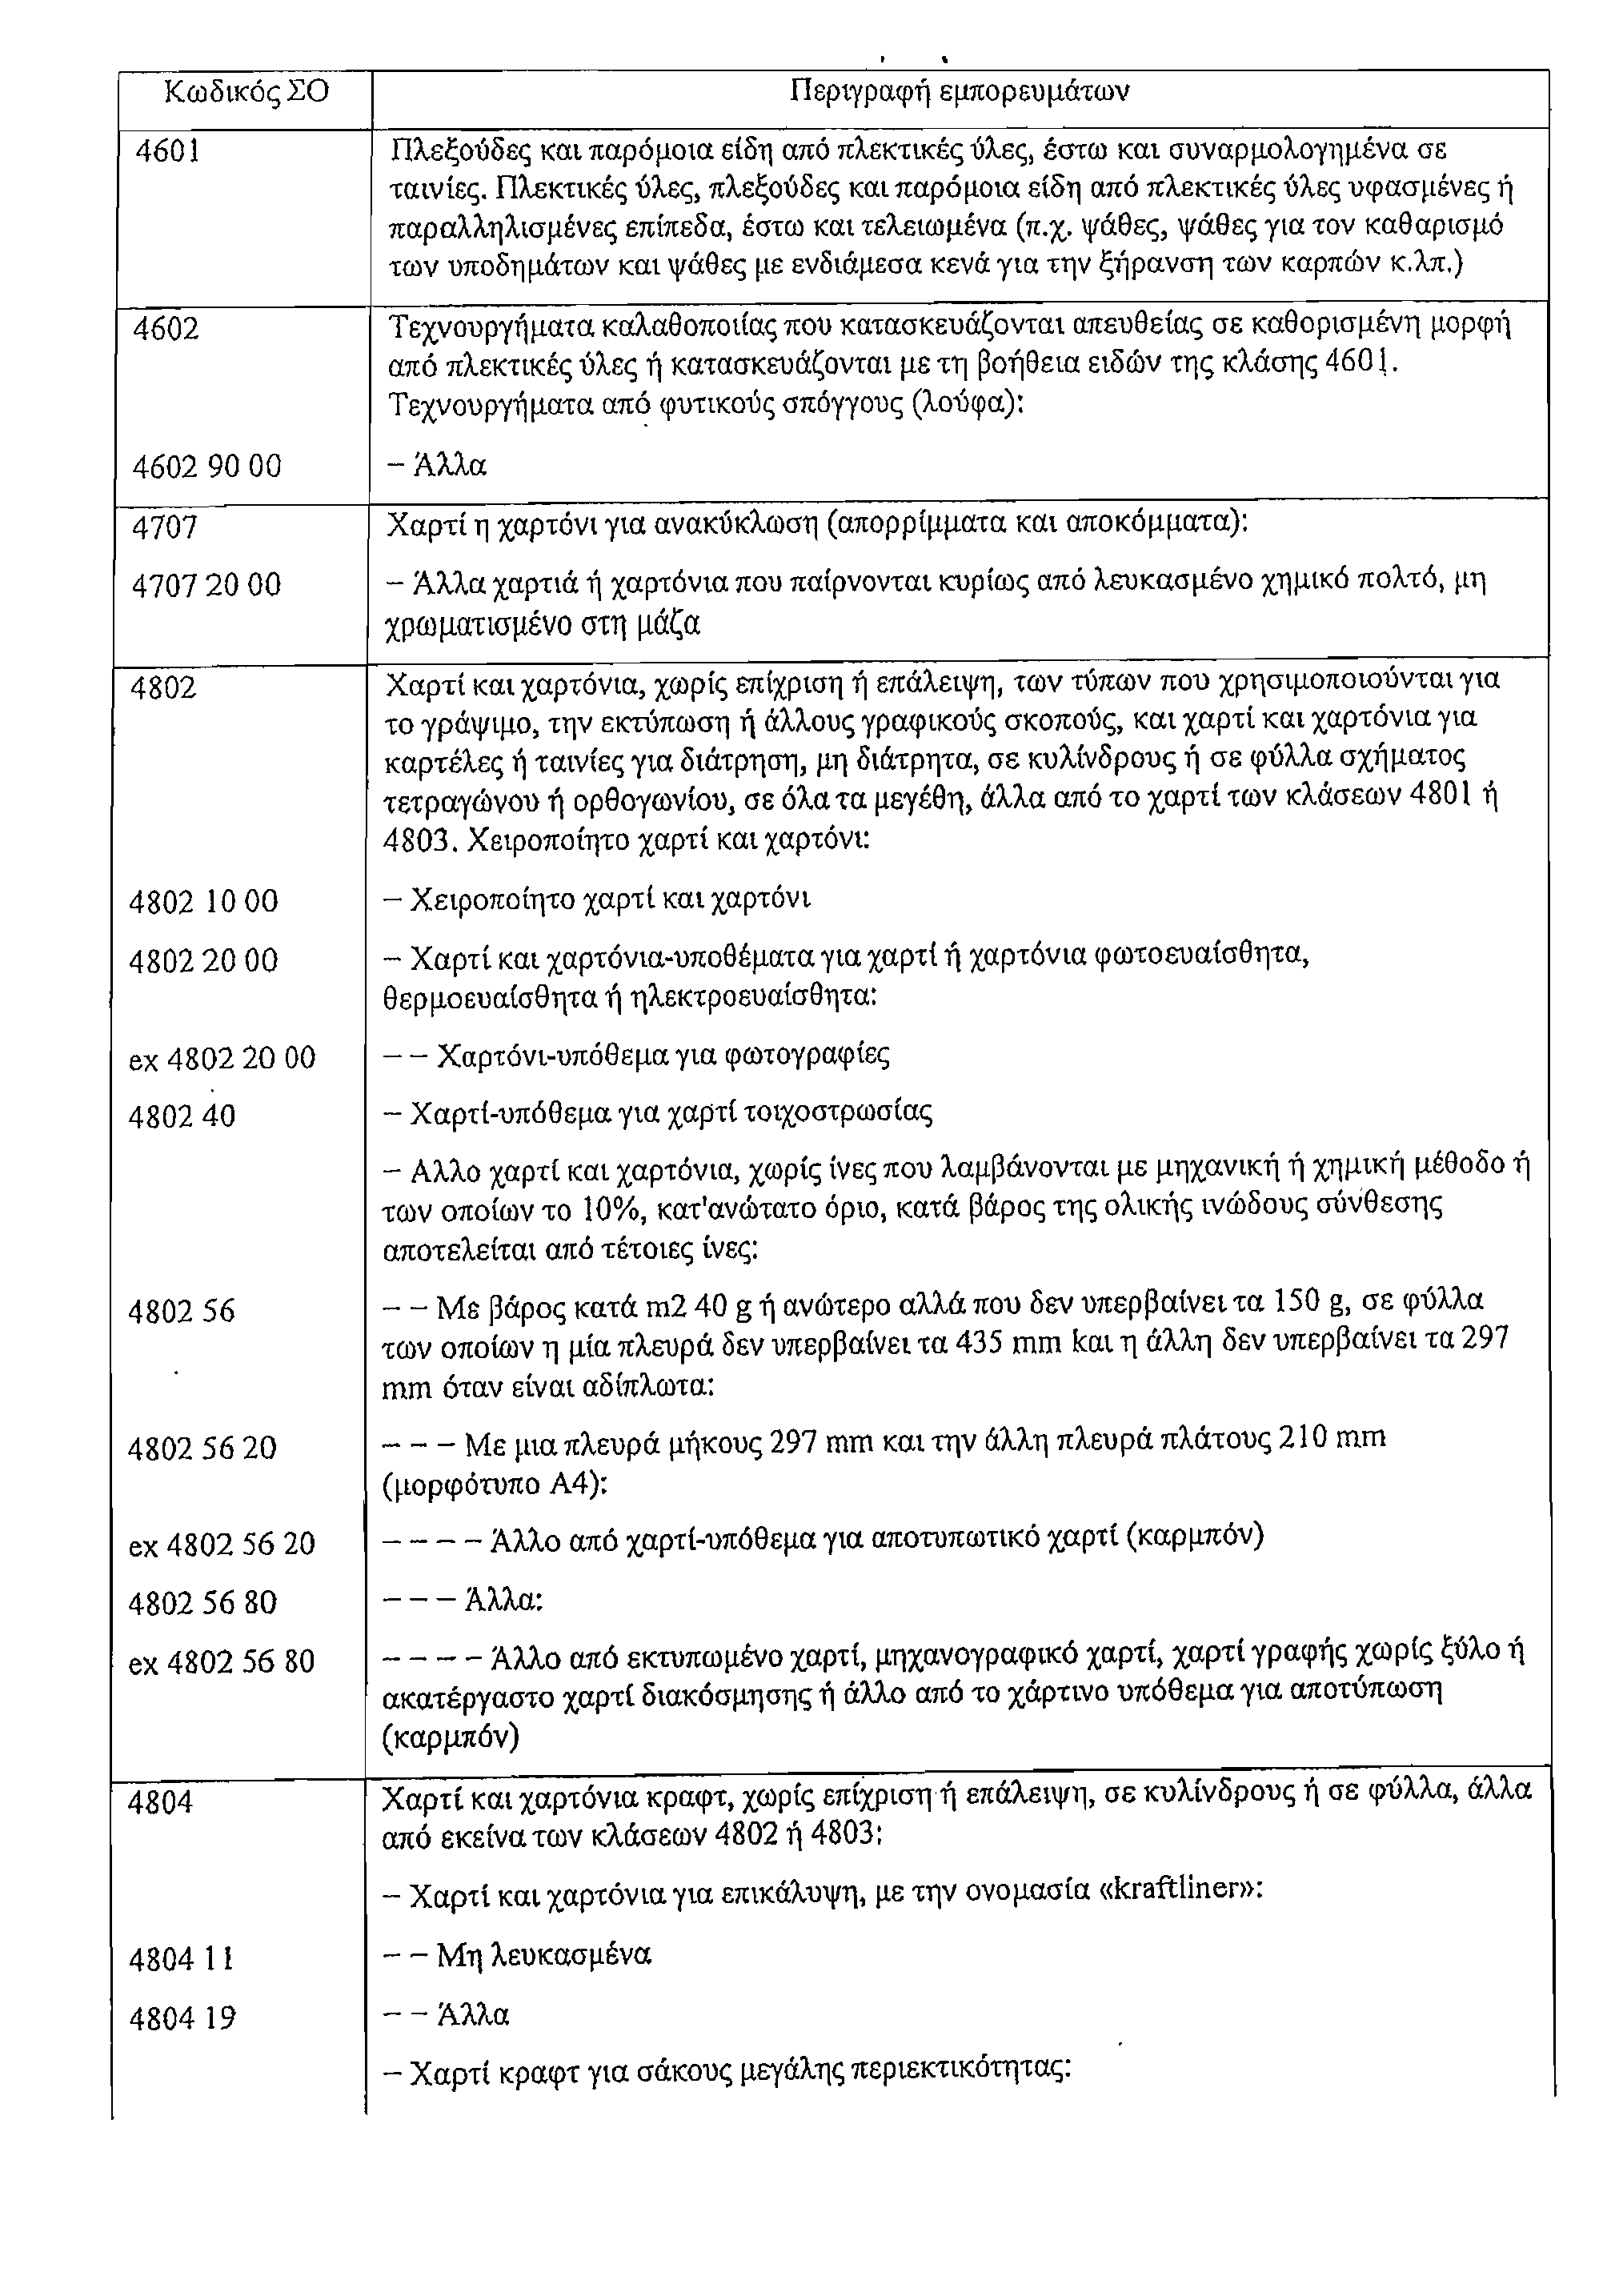 Κωδικός ΣΟ Περιγραφή εμπορευμάτων
4601 Πλεξούδες και παρόμοια είδη από πλεκτικές ύλες, έστω και συναρμολογημένα σε
ταινίες. Πλεκτικές ύλες, πλεξούδες και παρόμοια είδη από πλεκτικές ύλες υφασμένες ή
παραλληλισμένες επίπεδα, έστω και τελειωμένα (π.χ. ψάθες, ψάθες για τον καθαρισμό
των υποδημάτων και ψάθες με ενδιάμεσα κενά για την ξήρανση των καρπών κ.λπ.)
4602 Τεχνουργήματα καλαθοποιίας που κατασκευάζονται απευθείας σε καθορισμένη μορφή
από πλεκτικές ύλες ή κατασκευάζονται με τη βοήθεια ειδών της κλάσης 4601.
Τεχνουργήματα από φυτικούς σπόγγους (λούφα):
4602 90 00 – Άλλα
4707 Χαρτί η χαρτόνι για ανακύκλωση (απορρίμματα και αποκόμματα):
4707 20 00 – Άλλα χαρτιά ή χαρτόνια που παίρνονται κυρίως από λευκασμένο χημικό πολτό, μη
χρωματισμένο στη μάζα
4802 Χαρτί και χαρτόνια, χωρίς επίχριση ή επάλειψη, των τύπων που χρησιμοποιούνται για
το γράψιμο, την εκτύπωση ή άλλους γραφικούς σκοπούς, και χαρτί και χαρτόνια για
καρτέλες ή ταινίες για διάτρηση, μη διάτρητα, σε κυλίνδρους ή σε φύλλα σχήματος
τετραγώνου ή ορθογωνίου, σε όλα τα μεγέθη, άλλα από το χαρτί των κλάσεων 4801 ή
4803. Χειροποίητο χαρτί και χαρτόνι:
4802 10 00 – Χειροποίητο χαρτί και χαρτόνι
4802 20 00 – Χαρτί και χαρτόνια-υποθέματα για χαρτί ή χαρτόνια φωτοευαίσθητα,
θερμοευαίσθητα ή ηλεκτροευαίσθητα:
ex 4802 20 00 – – Χαρτόνι-υπόθεμα για φωτογραφίες
4802 40 – Χαρτί-υπόθεμα για χαρτί τοιχοστρωσίας
– Αλλο χαρτί και χαρτόνια, χωρίς ίνες που λαμβάνονται με μηχανική ή χημική μέθοδο ή
των οποίων το 10%, κατ'ανώτατο όριο, κατά βάρος της ολικής ινώδους σύνθεσης
αποτελείται από τέτοιες ίνες:
4802 56 – – Με βάρος κατά m2 40 g ή ανώτερο αλλά που δεν υπερβαίνει τα 150 g, σε φύλλα
των οποίων η μία πλευρά δεν υπερβαίνει τα 435 mm και η άλλη δεν υπερβαίνει τα 297
mm όταν είναι αδίπλωτα:
4802 56 20 – – – Με μια πλευρά μήκους 297 mm και την άλλη πλευρά πλάτους 210 mm
(μορφότυπο Α4):
ex 4802 56 20 – – – – Άλλο από χαρτί-υπόθεμα για αποτυπωτικό χαρτί (καρμπόν)
4802 56 80 – – – Άλλα:
ex 4802 56 80 – – – – Άλλο από εκτυπωμένο χαρτί, μηχανογραφικό χαρτί, χαρτί γραφής χωρίς ξύλο ή
ακατέργαστο χαρτί διακόσμησης ή άλλο από το χάρτινο υπόθεμα για αποτύπωση
(καρμπόν)
4804 Χαρτί και χαρτόνια κραφτ, χωρίς επίχριση ή επάλειψη, σε κυλίνδρους ή σε φύλλα, άλλα
από εκείνα των κλάσεων 4802 ή 4803:
– Χαρτί και χαρτόνια για επικάλυψη, με την ονομασία «kraftliner»:
4804 11 – – Μη λευκασμένα
4804 19 – – Άλλα
– Χαρτί κραφτ για σάκους μεγάλης περιεκτικότητας: